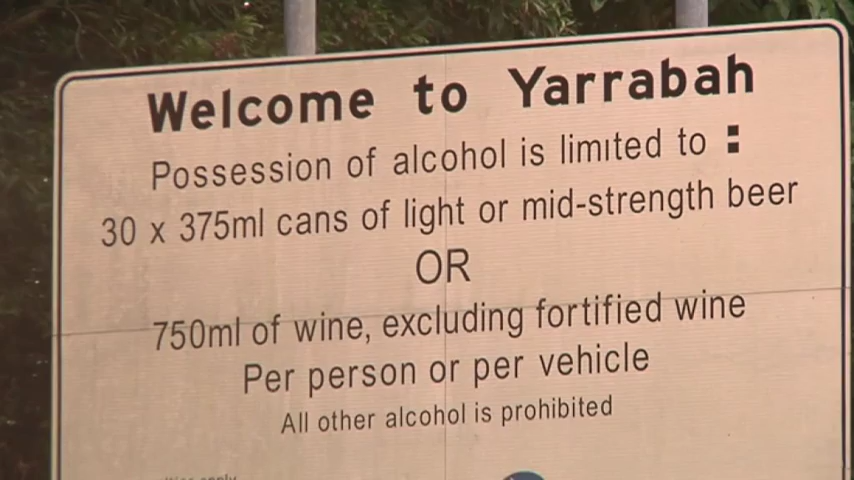 Welcome to Yarrabah
Possession of alcohol is limited to :
30 x 375ml cans of light or mid-strength beer
OR
750ml of wine, excluding fortified wine
Per person or per vehicle
All other alcohol is prohibited